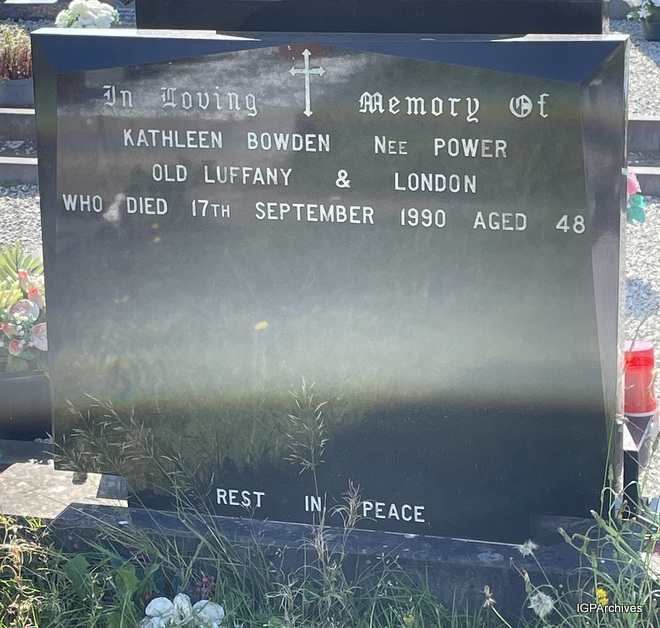 In Loving Memory Of
KATHLEEN BOWDEN NEE POWER
OLD LUFFANY & LONDON
WHO DIED 17TH SEPTEMBER 1990 AGED 48
REST IN PEACE
IGPArchives